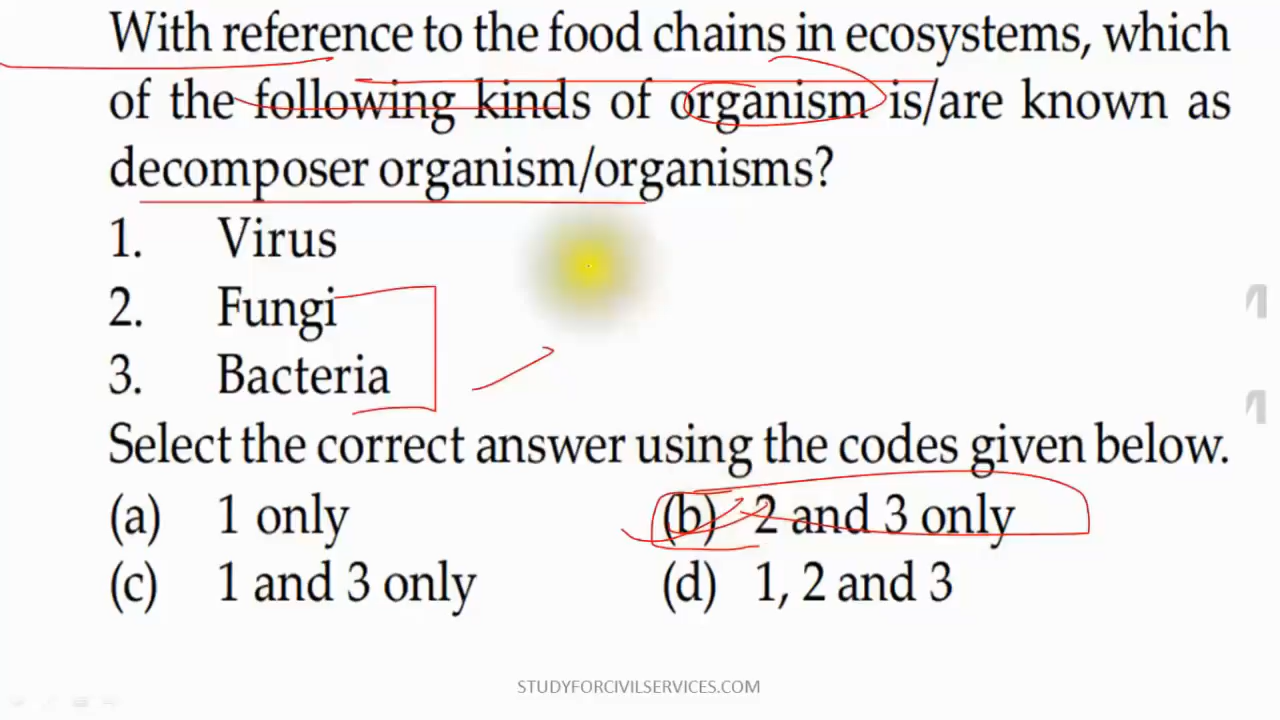 With reference to the food chains in ecosystems, which
of the following kinds of organism is/are known as
decomposer organism/organisms?
1. Virus
2. Fungi
3. Bacteria
Select the correct answer using the codes given below.
(a) 1 only (b) 2 and 3 only
(c) 1 and 3 only (d) 1, 2 and 3
STUDYFORCIVILSERVICES.COM